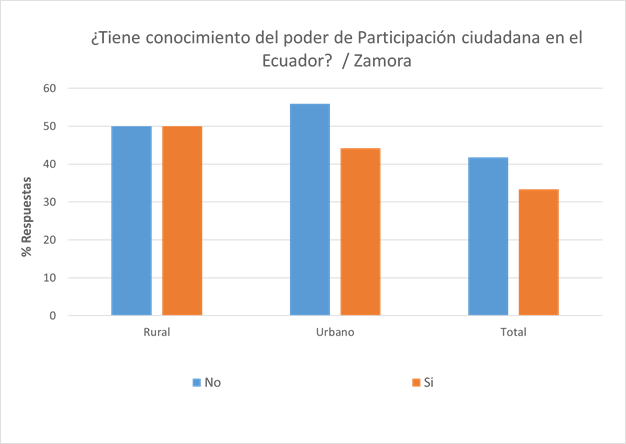 ¿Tiene conocimiento del poder de Participación ciudadana en el
Ecuador? / Zamora
% Respuestas
60
50
40
30
20
10
0
Rural
Urbano
Total
No
Si